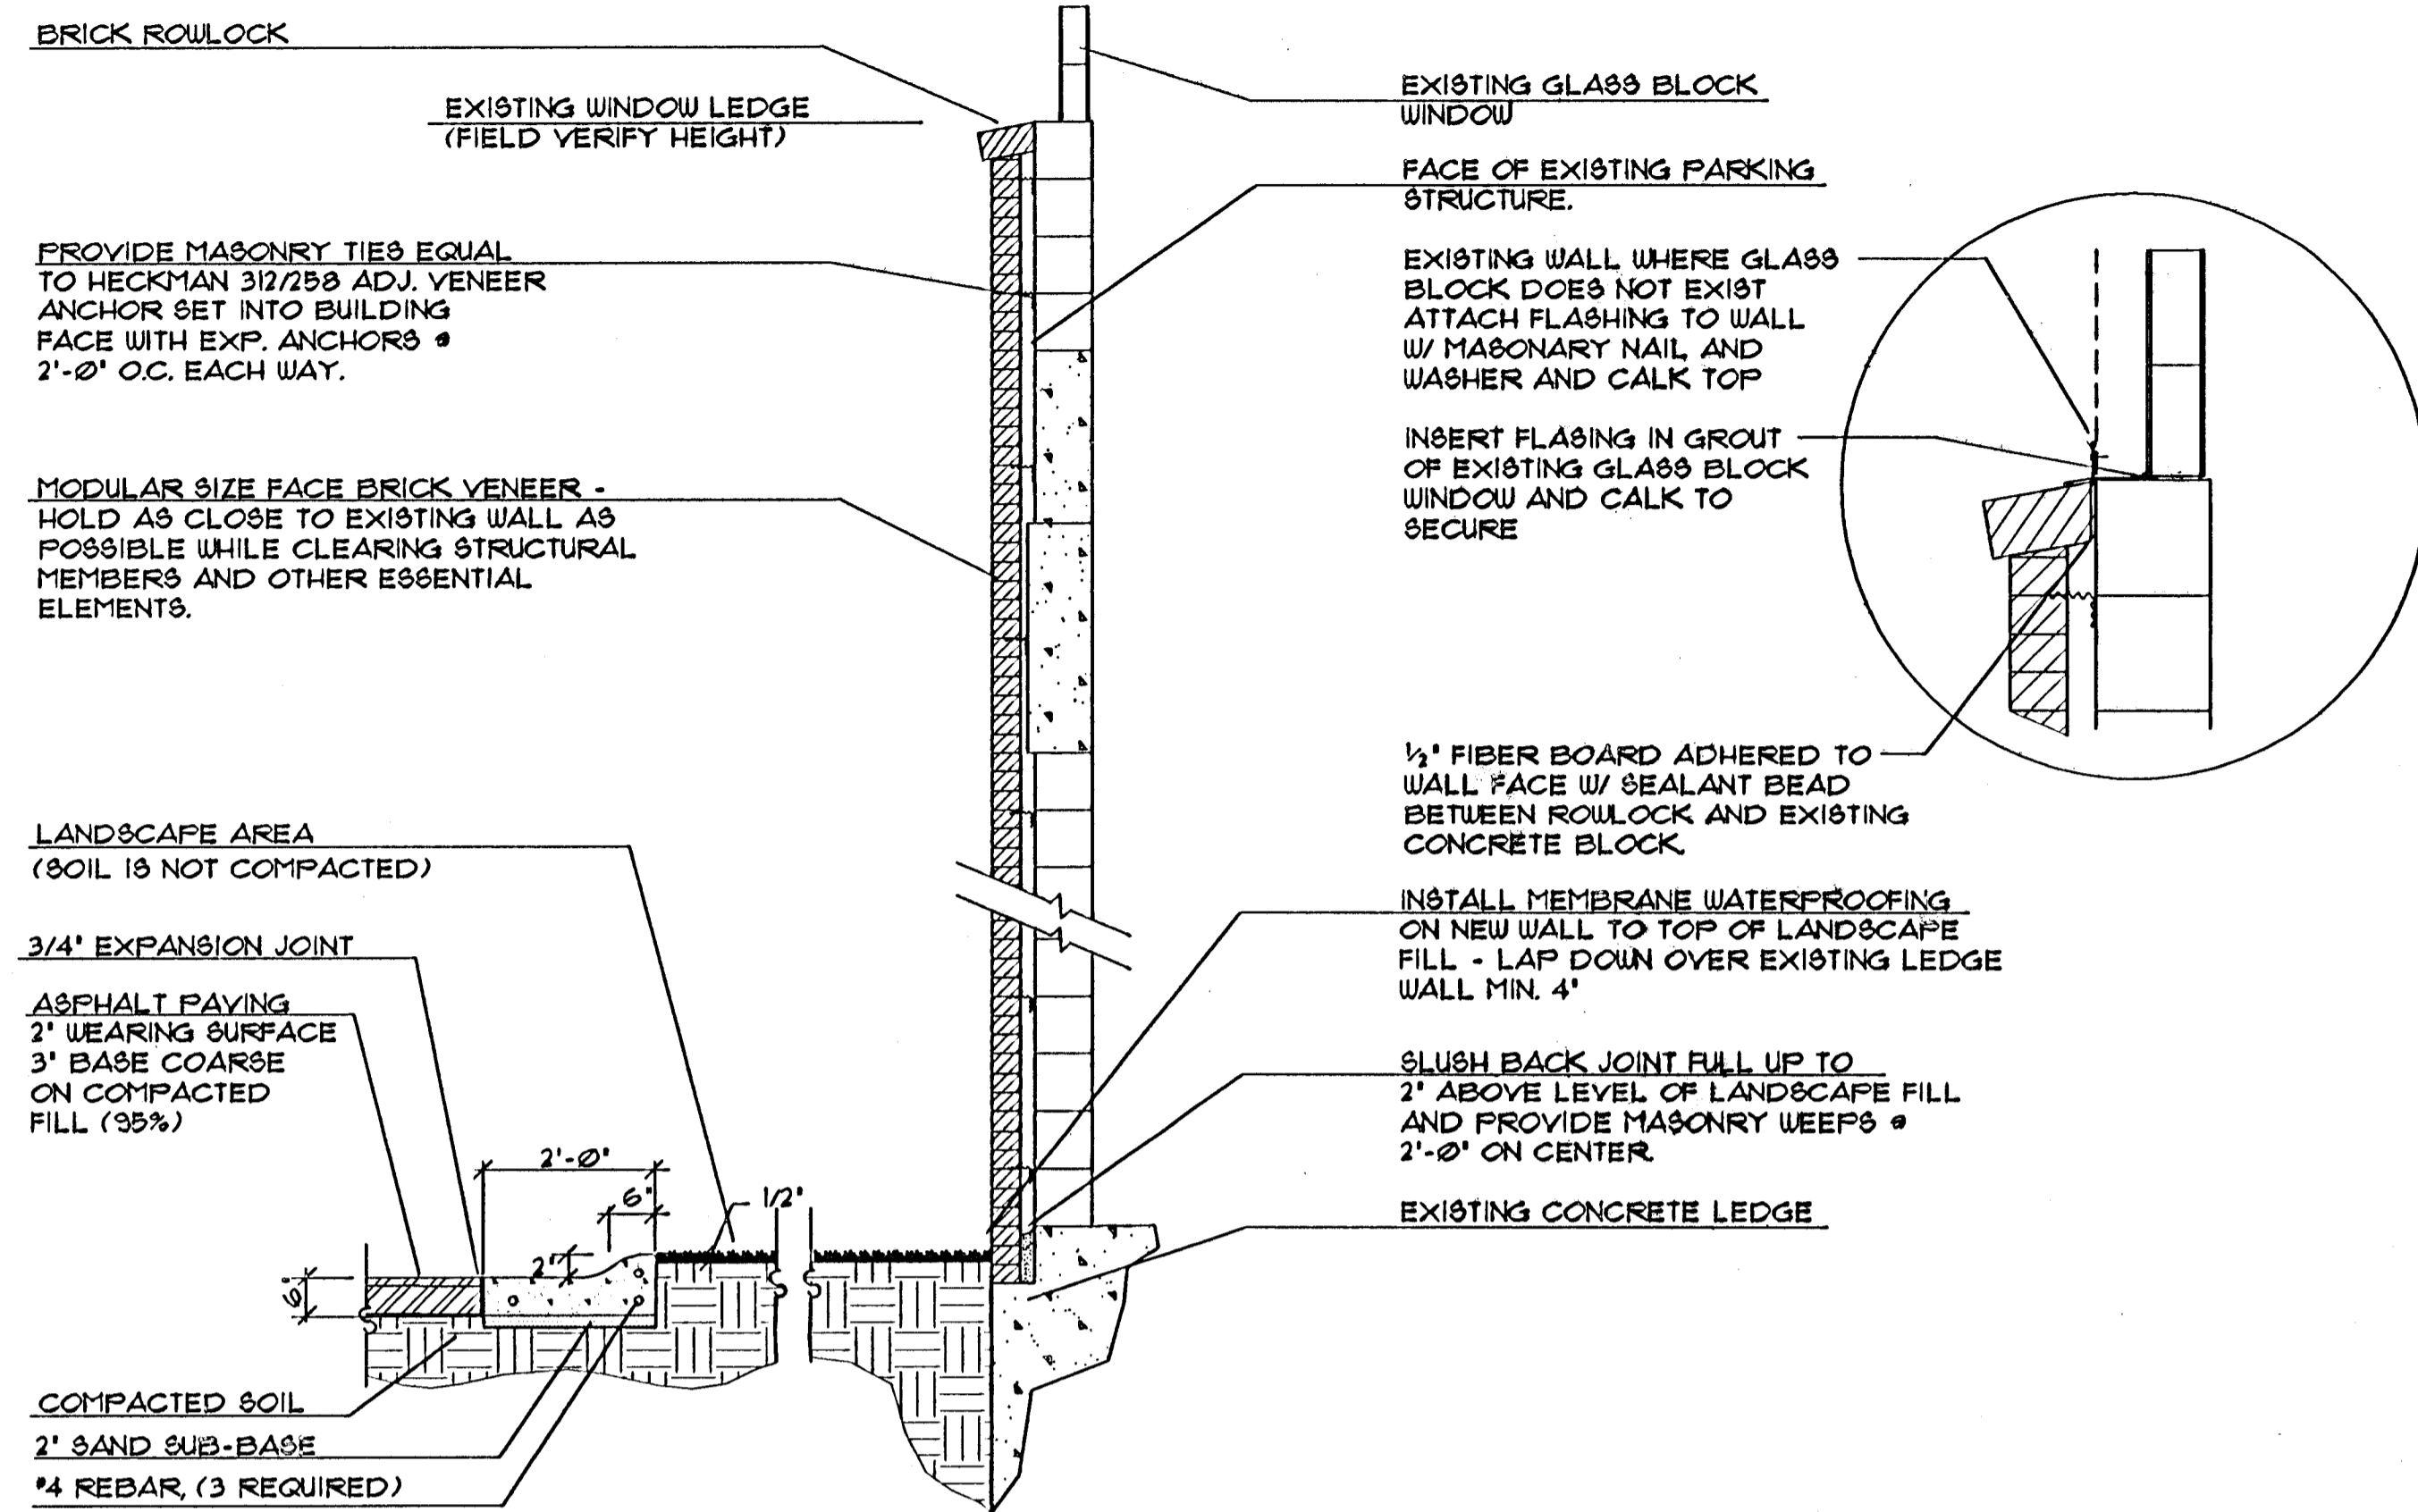 BRICK ROWLOCK
EXISTING WINDOW LEDGE
(FIELD VERIFY HEIGHT)
PROVIDE MASONRY TIES EQUAL
TO HECKMAN 312/258 ADJ. VENEER
ANCHOR SET INTO BUILDING
FACE WITH EXP. ANCHORS @
2'-0" O.C. EACH WAY.
MODULAR SIZE FACE BRICK VENEER -
HOLD AS CLOSE TO EXISTING WALL AS
POSSIBLE WHILE CLEARING STRUCTURAL
MEMBERS AND OTHER ESSENTIAL
ELEMENTS.
LANDSCAPE AREA
(SOIL IS NOT COMPACTED)
3/4" EXPANSION JOINT
ASPHALT PAVING
2" WEARING SURFACE
3" BASE COARSE
ON COMPACTED
FILL (95%)
2'-0"
6"
1/2"
2"
6"
COMPACTED SOIL
2" SAND SUB-BASE
#4 REBAR, (3 REQUIRED)
EXISTING GLASS BLOCK
WINDOW
FACE OF EXISTING PARKING
STRUCTURE.
EXISTING WALL WHERE GLASS
BLOCK DOES NOT EXIST
ATTACH FLASHING TO WALL
W/ MASONARY NAIL AND
WASHER AND CALK TOP
INSERT FLASING IN GROUT
OF EXISTING GLASS BLOCK
WINDOW AND CALK TO
SECURE
1/2" FIBER BOARD ADHERED TO
WALL FACE W/ SEALANT BEAD
BETWEEN ROWLOCK AND EXISTING
CONCRETE BLOCK.
INSTALL MEMBRANE WATERPROOFING
ON NEW WALL TO TOP OF LANDSCAPE
FILL - LAP DOWN OVER EXISTING LEDGE
WALL MIN. 4"
SLUSH BACK JOINT FULL UP TO
2" ABOVE LEVEL OF LANDSCAPE FILL
AND PROVIDE MASONRY WEEPS @
2'-0" ON CENTER.
EXISTING CONCRETE LEDGE